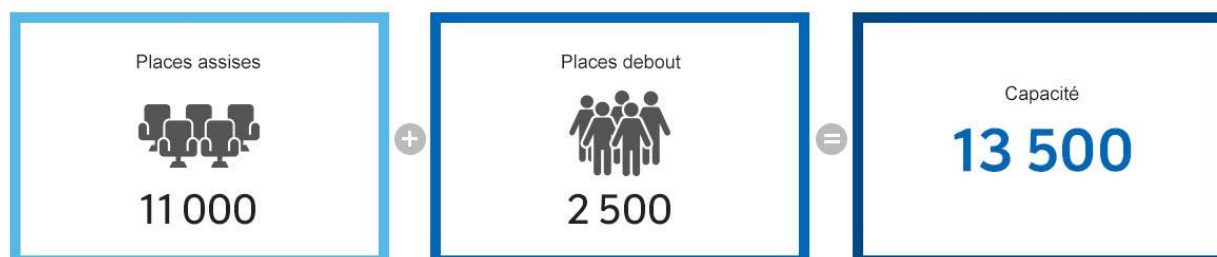 Places assises
11 000
+
Places debout
2 500
=
Capacité
13 500